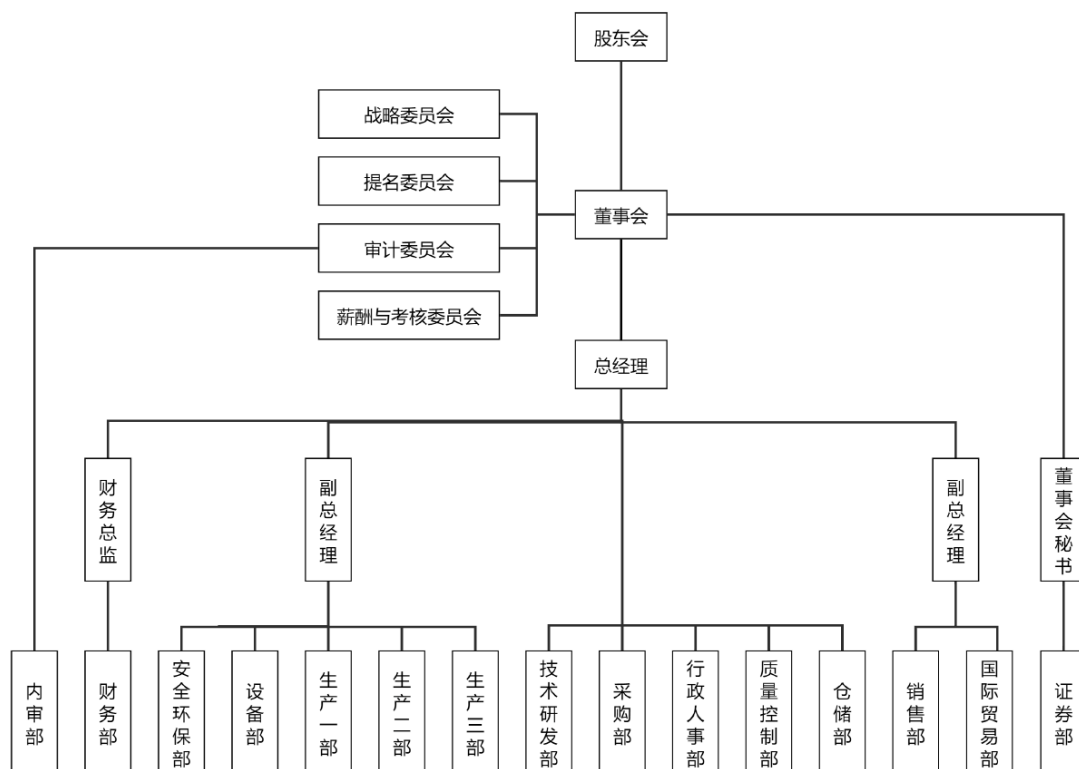 股东会
战略委员会
提名委员会
董事会
审计委员会
薪酬与考核委员会
总经理
财务总监
副总经理
副总经理
董事会秘书
内审部
财务部
安全环保部
设备部
生产一部
生产二部
生产三部
技术研发部
采购部
行政人事部
质量控制部
仓储部
销售部
国际贸易部
证券部